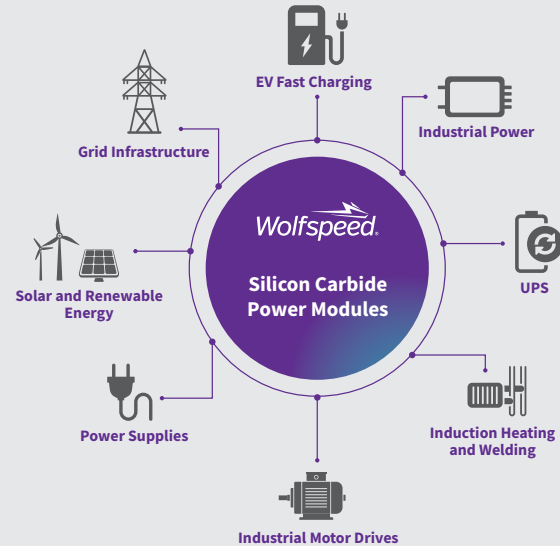 EV Fast Charging
Grid Infrastructure
Industrial Power
Wolfspeed®
Silicon Carbide
Power Modules
Solar and Renewable
Energy
UPS
Power Supplies
Induction Heating
and Welding
Industrial Motor Drives